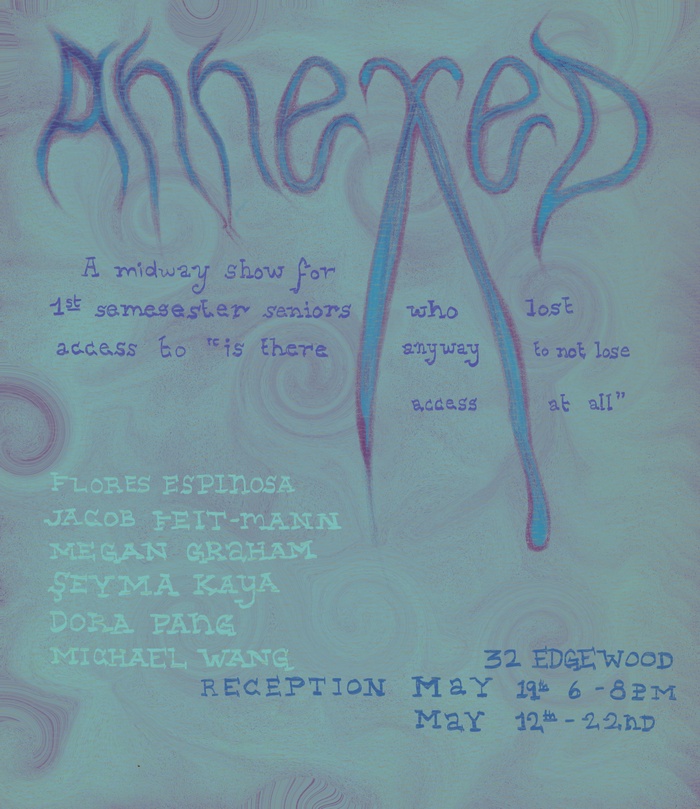 AnnexeD
A midway show for
1st semesester seniors who lost
access to "is there anyway to not lose
access at all"
FLORES ESPINOSA
JACOB FEIT-MANN
MEGAN GRAHAM
ŞEYMA KAYA
DORA PANG
MICHAEL WANG
32 EDGEWOOD
RECEPTION MaY 19th 6-8PM
MaY 12th-22ND